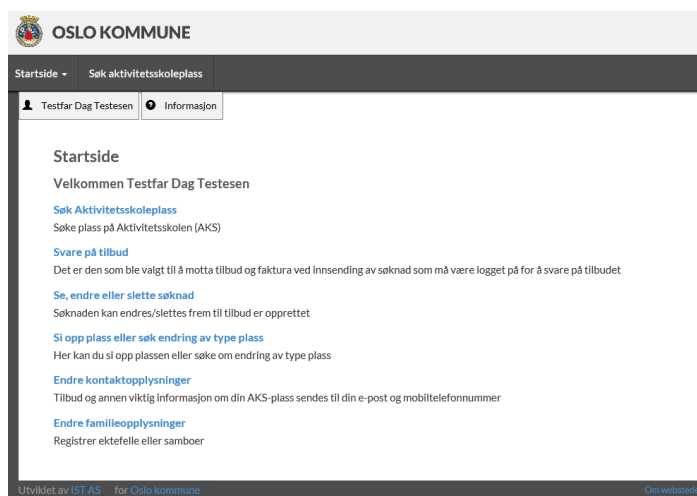 OSLO KOMMUNE
Startside Søk aktivitetsskoleplass
Testfar Dag Testesen Informasjon
Startside
Velkommen Testfar Dag Testesen
Søk Aktivitetsskoleplass
Søke plass på Aktivitetsskolen (AKS)
Svare på tilbud
Det er den som ble valgt til å motta tilbud og faktura ved innsending av søknad som må være logget på for å svare på tilbudet
Se, endre eller slette søknad
Søknaden kan endres/slettes frem til tilbud er opprettet
Si opp plass eller søk endring av type plass
Her kan du si opp plassen eller søke om endring av type plass
Endre kontaktopplysninger
Tilbud og annen viktig informasjon om din AKS-plass sendes til din e-post og mobiltelefonnummer
Endre familieopplysninger
Registrer ektefelle eller samboer
Utviklet av IST AS for Oslo kommune Om webstede